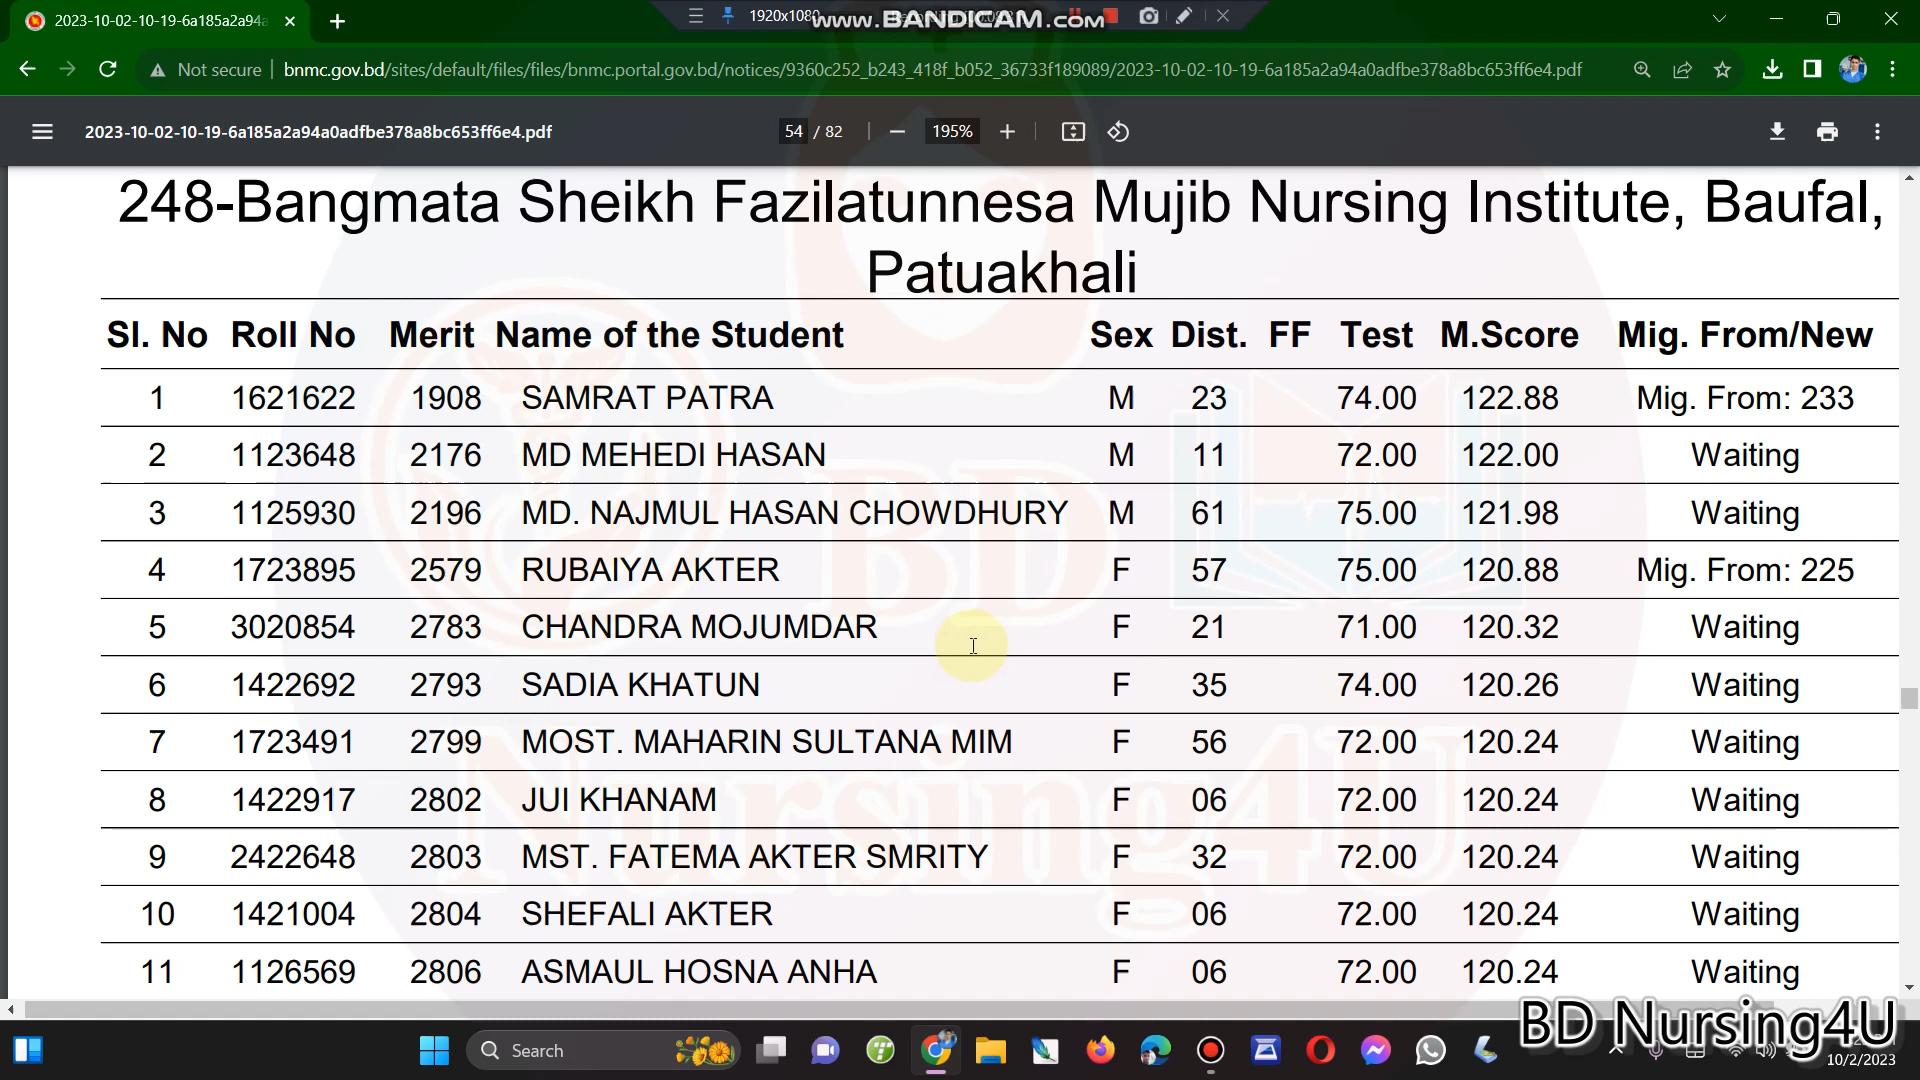 2023-10-02-10-19-6a185a2a94a
1920x1080
www.BANDICAM.com
Not secure
bnmc.gov.bd/sites/default/files/files/bnmc.portal.gov.bd/notices/9360c252_b243_418f_b052_36733f189089/2023-10-02-10-19-6a185a2a94a0adfbe378a8bc653ff6e4.pdf
2023-10-02-10-19-6a185a2a94a0adfbe378a8bc653ff6e4.pdf
54 / 82
195%
248-Bangmata Sheikh Fazilatunnesa Mujib Nursing Institute, Baufal,
Patuakhali
Sl. No Roll No Merit Name of the Student Sex Dist. FF Test M.Score Mig. From/New
1 1621622 1908 SAMRAT PATRA M 23 74.00 122.88 Mig. From: 233
2 1123648 2176 MD MEHEDI HASAN M 11 72.00 122.00 Waiting
3 1125930 2196 MD. NAJMUL HASAN CHOWDHURY M 61 75.00 121.98 Waiting
4 1723895 2579 RUBAIYA AKTER F 57 75.00 120.88 Mig. From: 225
5 3020854 2783 CHANDRA MOJUMDAR F 21 71.00 120.32 Waiting
6 1422692 2793 SADIA KHATUN F 35 74.00 120.26 Waiting
7 1723491 2799 MOST. MAHARIN SULTANA MIM F 56 72.00 120.24 Waiting
8 1422917 2802 JUI KHANAM F 06 72.00 120.24 Waiting
9 2422648 2803 MST. FATEMA AKTER SMRITY F 32 72.00 120.24 Waiting
10 1421004 2804 SHEFALI AKTER F 06 72.00 120.24 Waiting
11 1126569 2806 ASMAUL HOSNA ANHA F 06 72.00 120.24 Waiting
BD
Nursing4U
BD Nursing4U
Search
10/2/2023